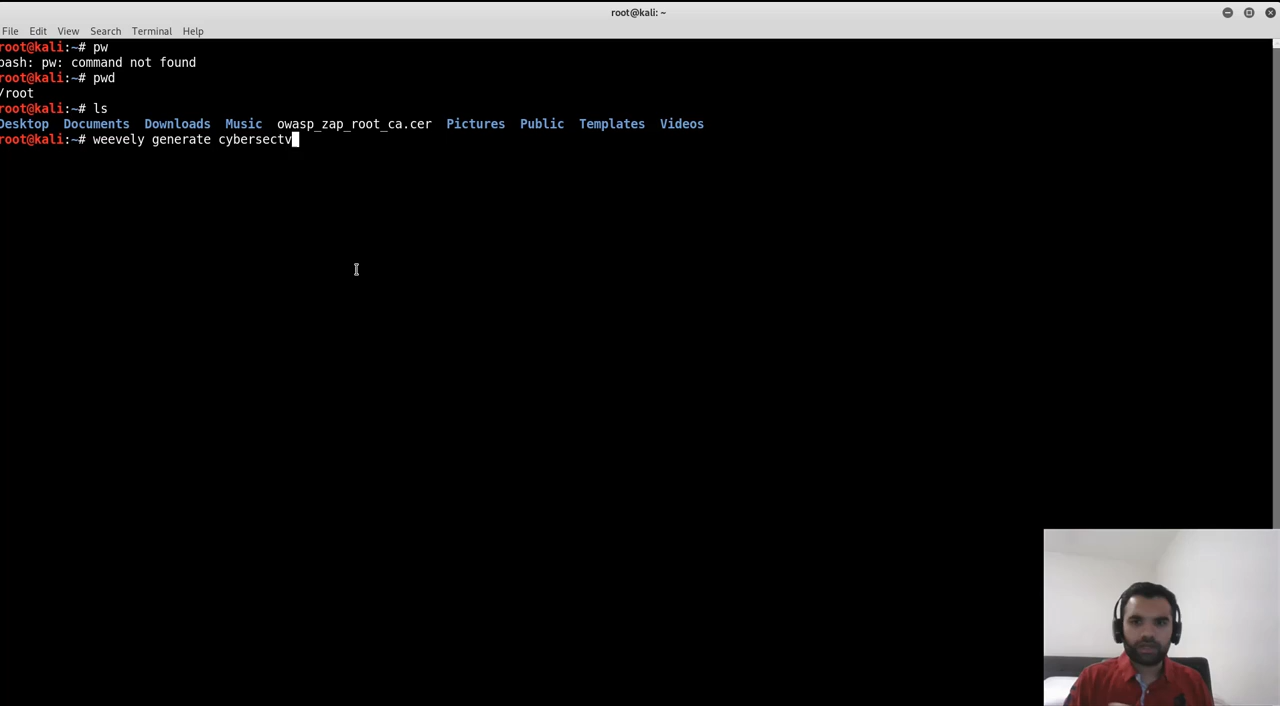 root@kali: ~
File Edit View Search Terminal Help
root@kali:~# pw
bash: pw: command not found
root@kali:~# pwd
/root
root@kali:~# ls
Desktop Documents Downloads Music owasp_zap_root_ca.cer Pictures Public Templates Videos
root@kali:~# weevely generate cybersectv